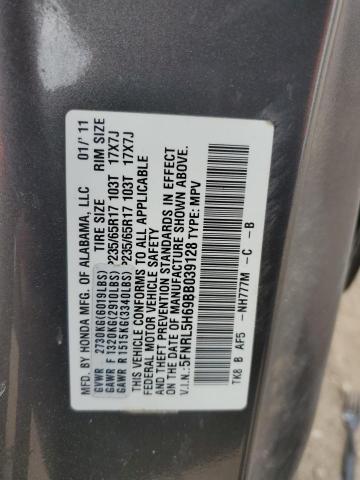 MFD. BY HONDA MFG. OF ALABAMA, LLC 01/'11
TIRE SIZE RIM SIZE
GVWR 2730KG(6019LBS)
GAWR F 1320KG(2910LBS) P235/65R17 103T 17X7J
GAWR R 1515KG(3340LBS) P235/65R17 103T 17X7J
THIS VEHICLE CONFORMS TO ALL APPLICABLE
FEDERAL MOTOR VEHICLE SAFETY
AND THEFT PREVENTION STANDARDS IN EFFECT
ON THE DATE OF MANUFACTURE SHOWN ABOVE.
V.I.N.:5FNRL5H69BB039128 TYPE: MPV
TK8 B AF5 -NH777M -C -B